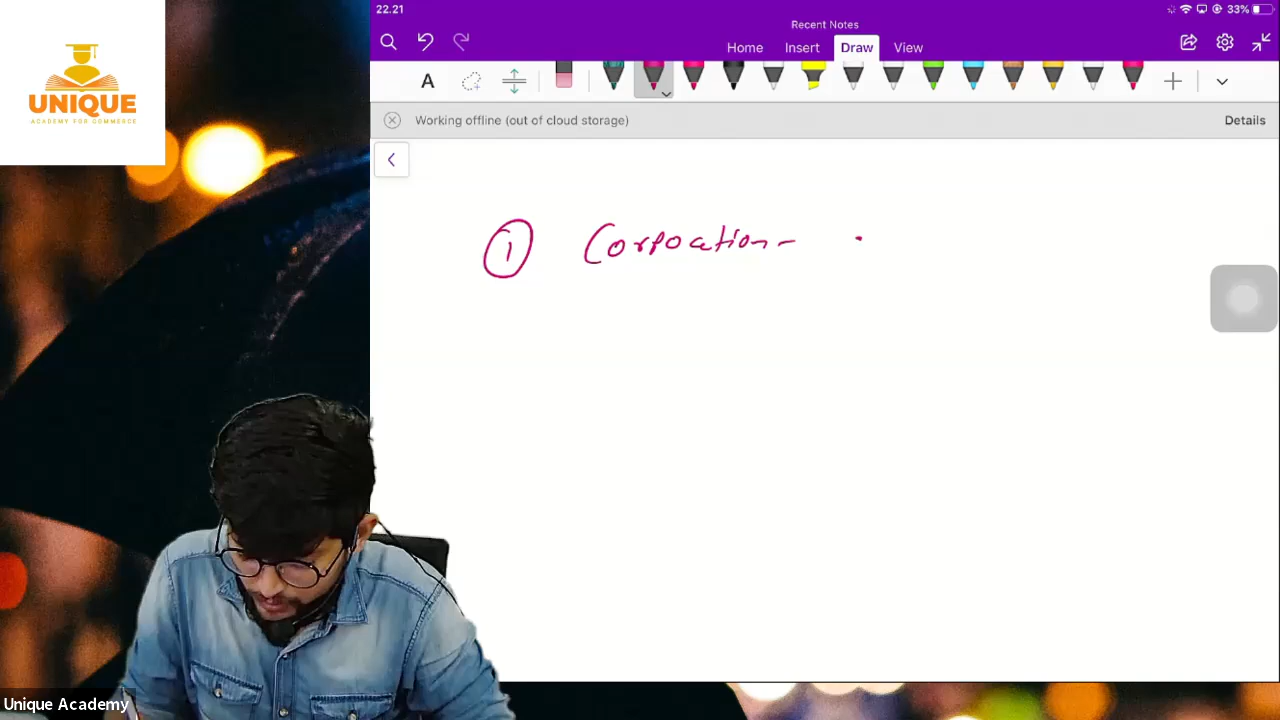 UNIQUE
ACADEMY FOR COMMERCE
22.21
33%
Recent Notes
Home Insert Draw View
A
Working offline (out of cloud storage)
Details
1 Corpoation -
Unique Academy